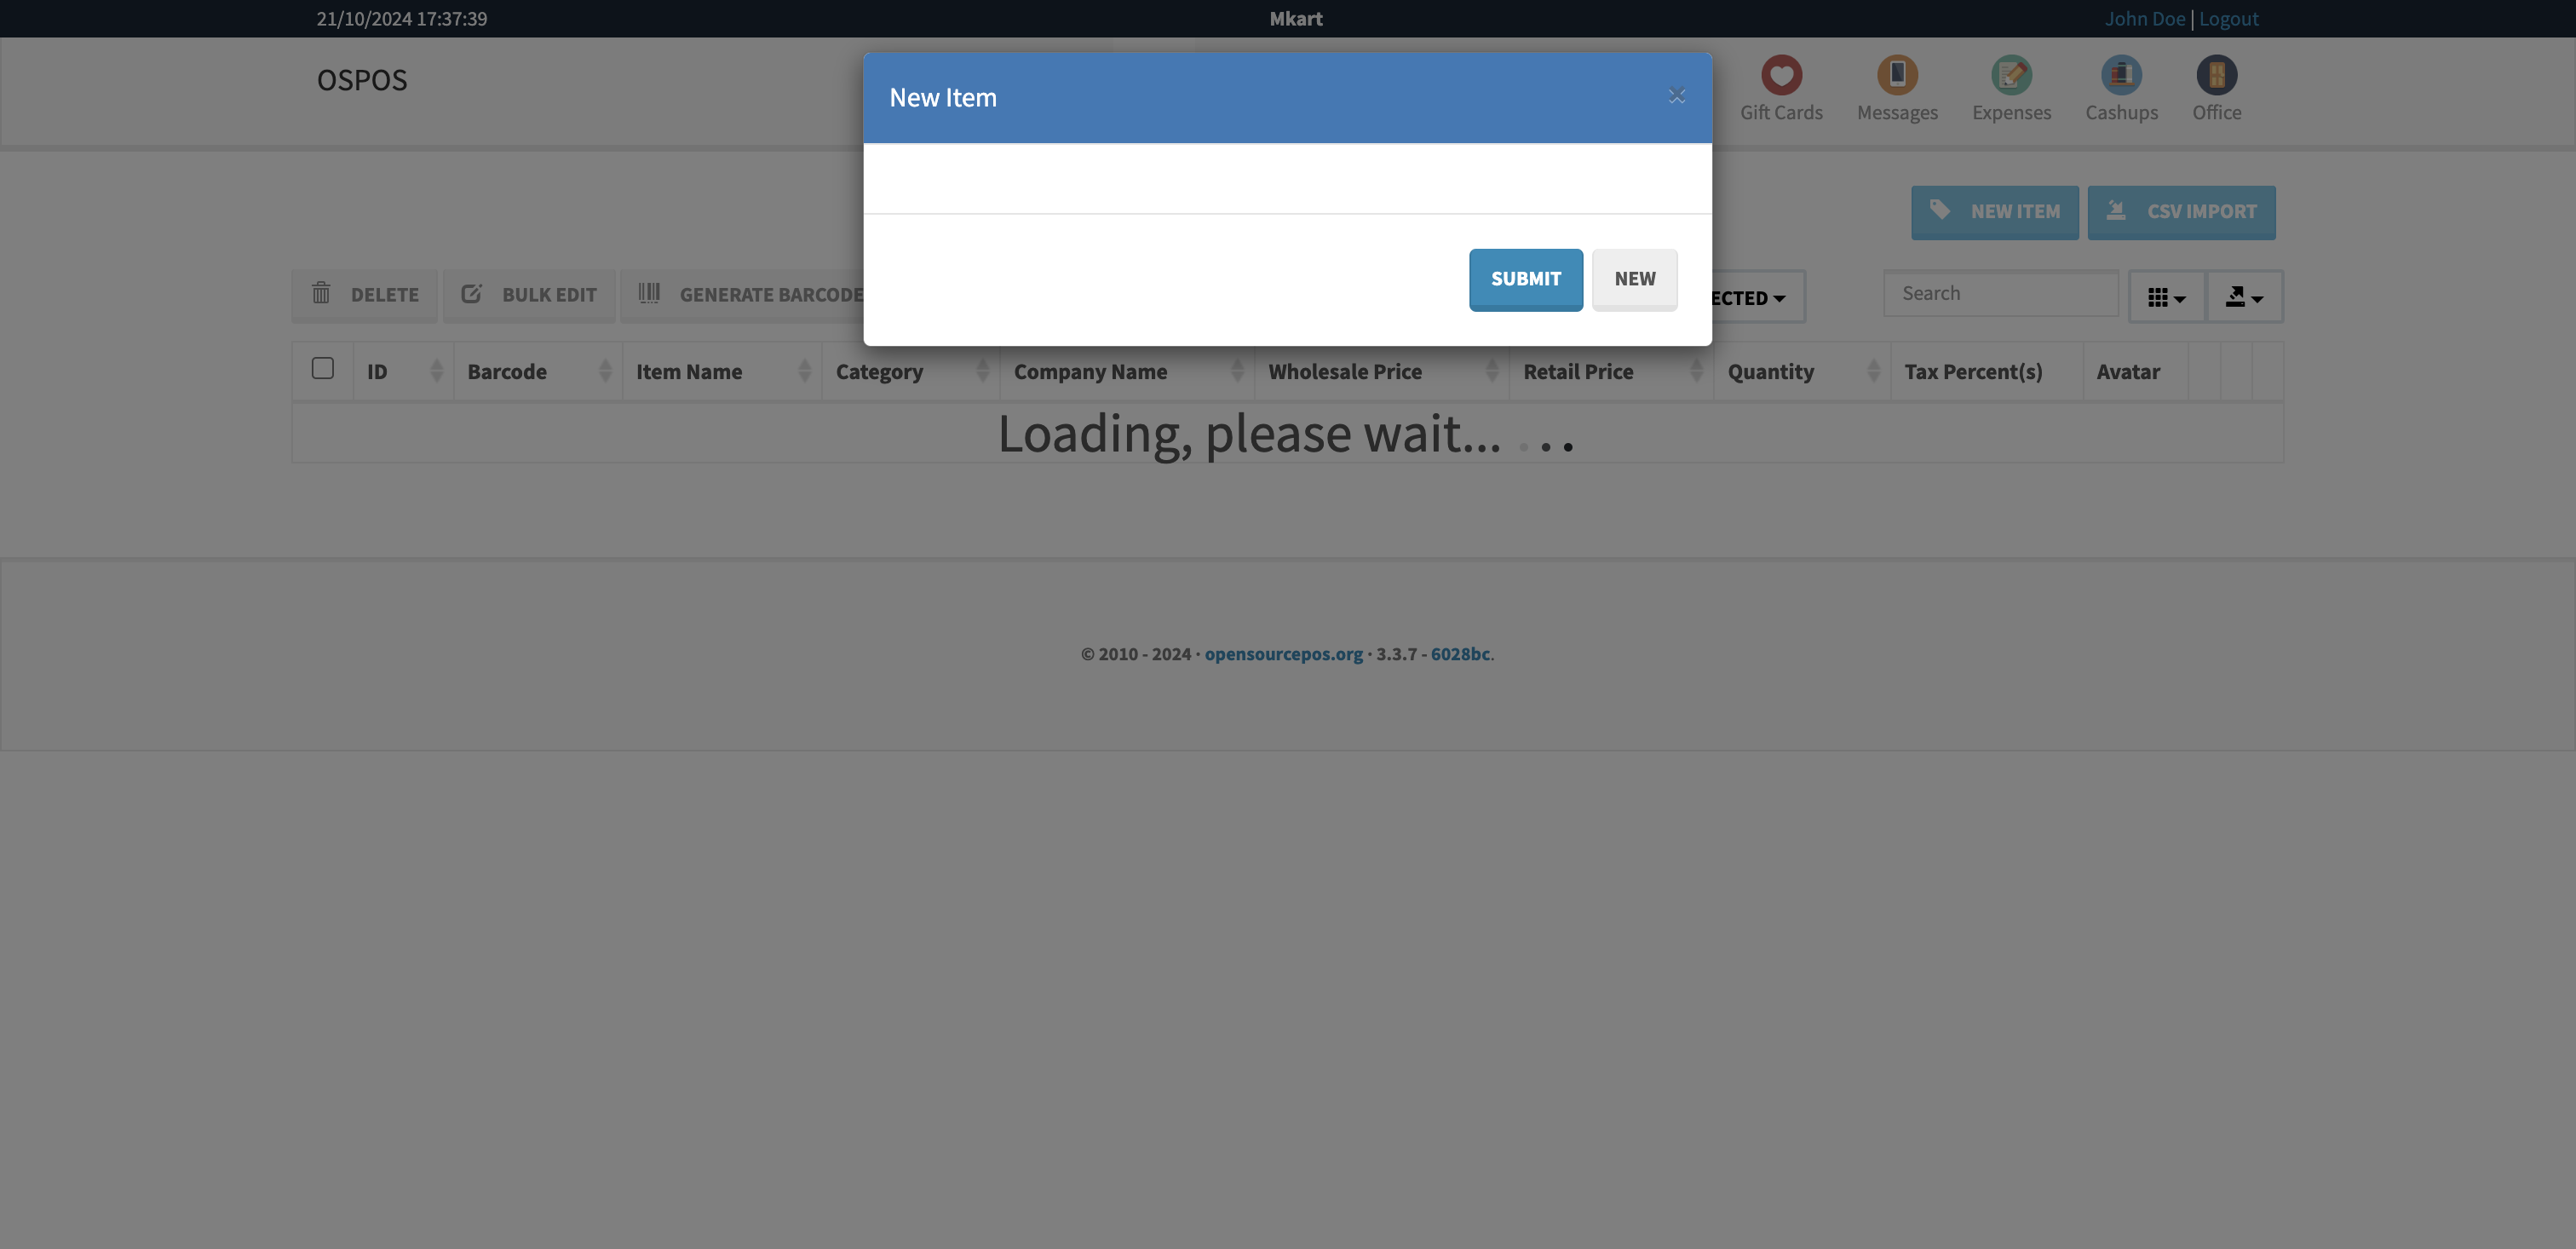 21/10/2024 17:37:39
Mkart
John Doe | Logout
OSPOS
Gift Cards
Messages
Expenses
Cashups
Office
New Item
×
SUBMIT
NEW
NEW ITEM
CSV IMPORT
DELETE
BULK EDIT
GENERATE BARCODE
ECTED
Search
ID
Barcode
Item Name
Category
Company Name
Wholesale Price
Retail Price
Quantity
Tax Percent(s)
Avatar
Loading, please wait... . . .
© 2010 - 2024 · opensourcepos.org · 3.3.7 - 6028bc.